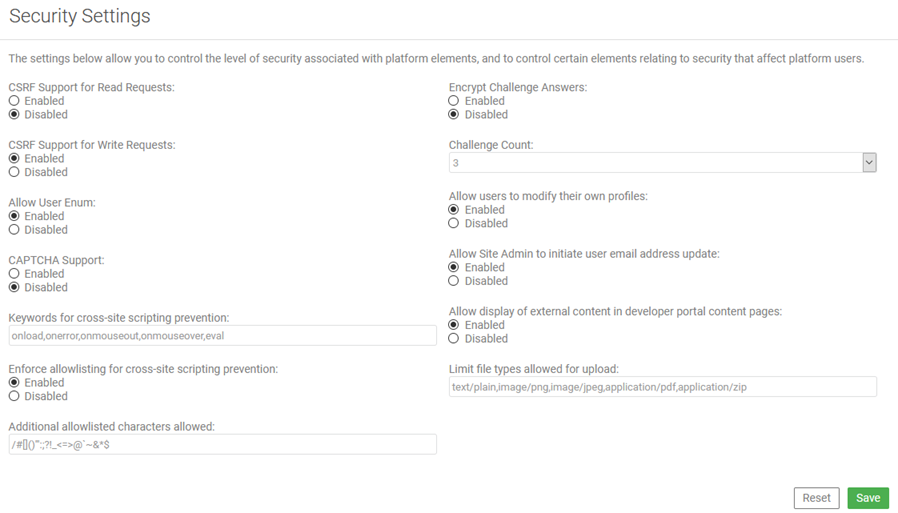 Security Settings
The settings below allow you to control the level of security associated with platform elements, and to control certain elements relating to security that affect platform users.
CSRF Support for Read Requests:
Enabled
Disabled
CSRF Support for Write Requests:
Enabled
Disabled
Allow User Enum:
Enabled
Disabled
CAPTCHA Support:
Enabled
Disabled
Keywords for cross-site scripting prevention:
onload,onerror,onmouseout,onmouseover,eval
Enforce allowlisting for cross-site scripting prevention:
Enabled
Disabled
Additional allowlisted characters allowed:
/#[]()'":;?!_<=>@`~&*$
Encrypt Challenge Answers:
Enabled
Disabled
Challenge Count:
3
Allow users to modify their own profiles:
Enabled
Disabled
Allow Site Admin to initiate user email address update:
Enabled
Disabled
Allow display of external content in developer portal content pages:
Enabled
Disabled
Limit file types allowed for upload:
text/plain,image/png,image/jpeg,application/pdf,application/zip
Reset
Save